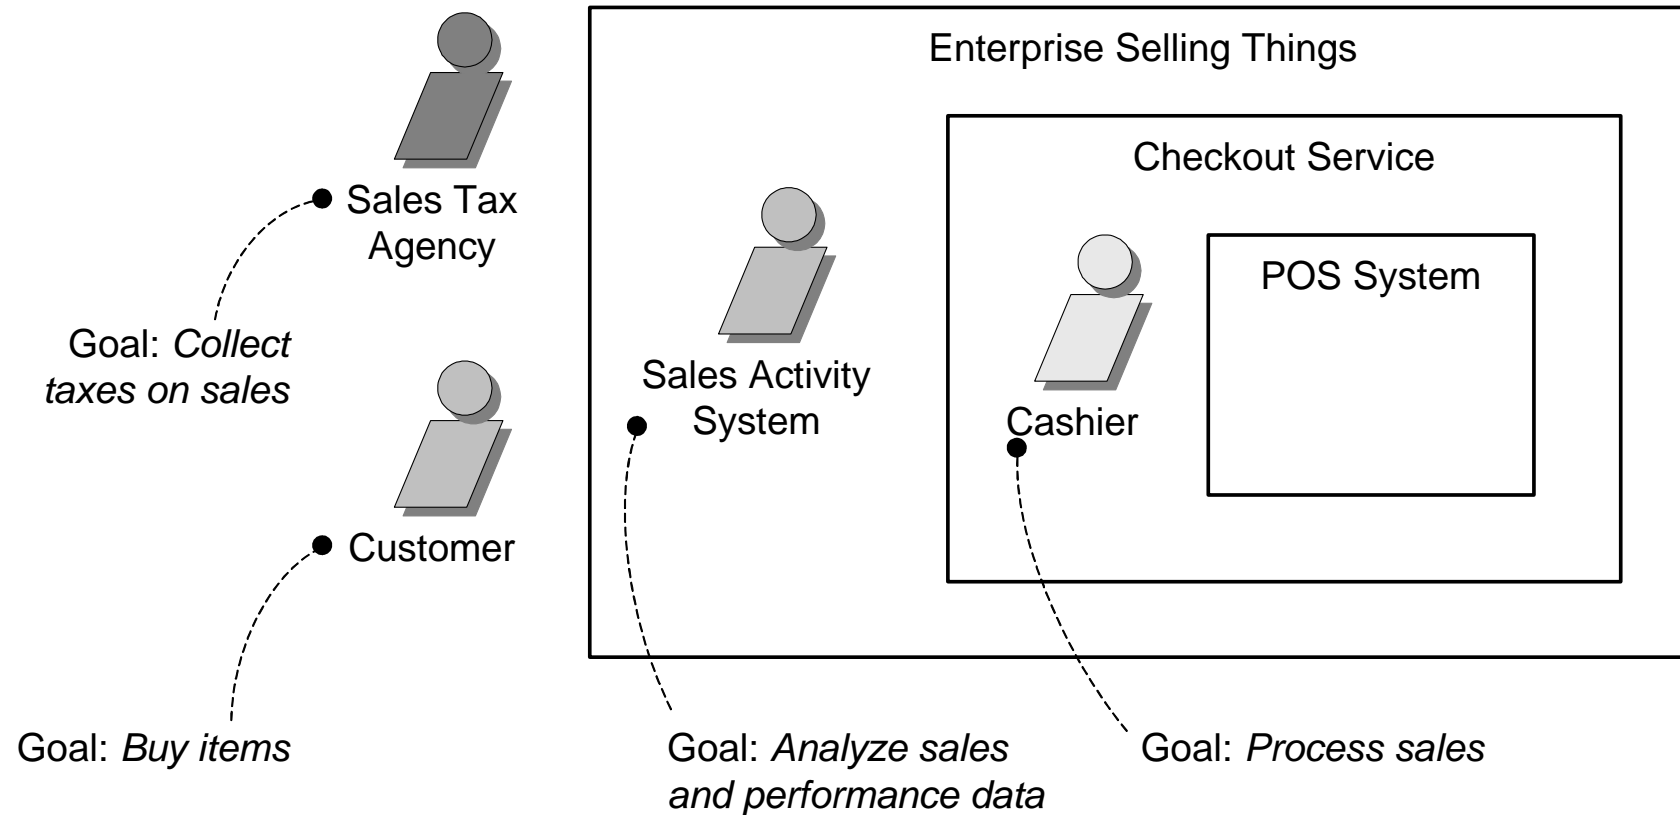 Enterprise Selling Things
Checkout Service
Sales Tax
Agency
POS System
Goal: Collect
taxes on sales
Sales Activity
System
Cashier
Customer
Goal: Buy items
Goal: Analyze sales
and performance data
Goal: Process sales